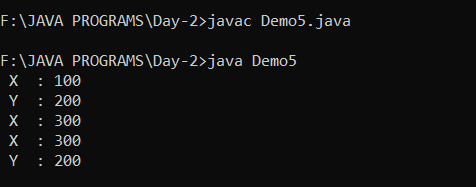 F:\JAVA PROGRAMS\Day-2>javac Demo5.java
F:\JAVA PROGRAMS\Day-2>java Demo5
X  : 100
Y  : 200
X  : 300
X  : 300
Y  : 200